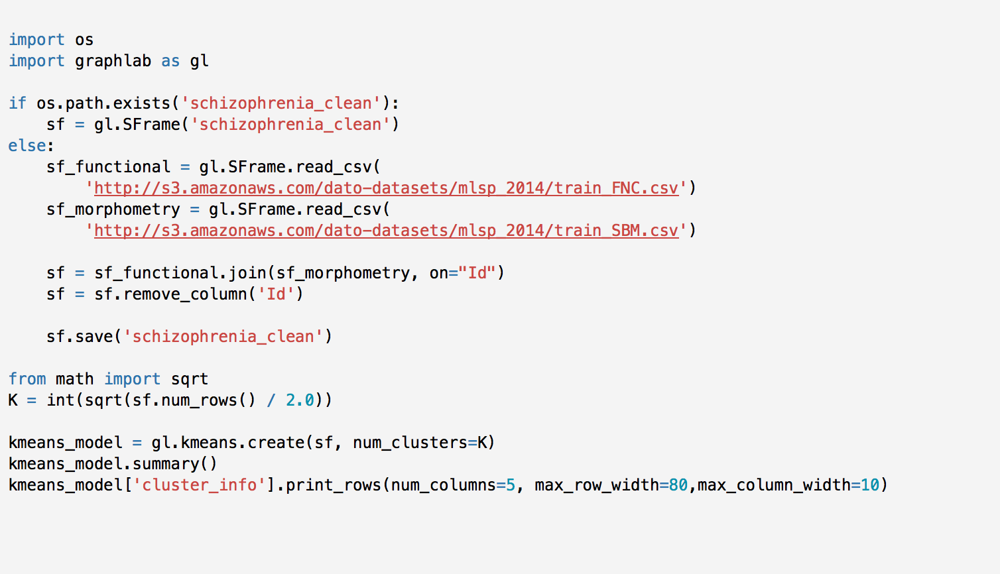 import os
import graphlab as gl
if os.path.exists('schizophrenia_clean'):
    sf = gl.SFrame('schizophrenia_clean')
else:
    sf_functional = gl.SFrame.read_csv(
        'http://s3.amazonaws.com/dato-datasets/mlsp_2014/train_FNC.csv')
    sf_morphometry = gl.SFrame.read_csv(
        'http://s3.amazonaws.com/dato-datasets/mlsp_2014/train_SBM.csv')
    sf = sf_functional.join(sf_morphometry, on="Id")
    sf = sf.remove_column('Id')
    sf.save('schizophrenia_clean')
from math import sqrt
K = int(sqrt(sf.num_rows() / 2.0))
kmeans_model = gl.kmeans.create(sf, num_clusters=K)
kmeans_model.summary()
kmeans_model['cluster_info'].print_rows(num_columns=5, max_row_width=80,max_column_width=10)